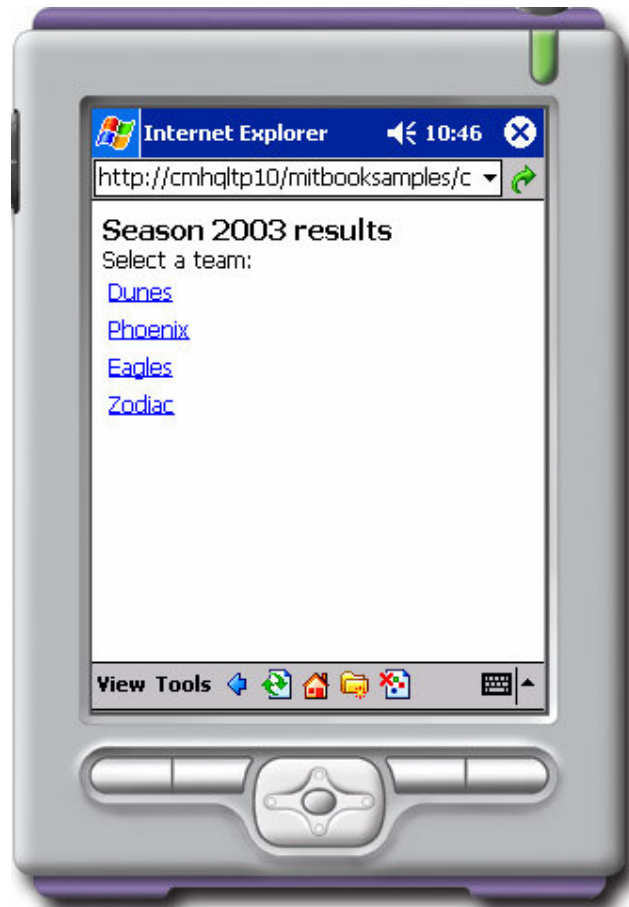 Internet Explorer 10:46
http://cmhqltp10/mitbooksamples/c
Season 2003 results
Select a team:
Dunes
Phoenix
Eagles
Zodiac
View Tools